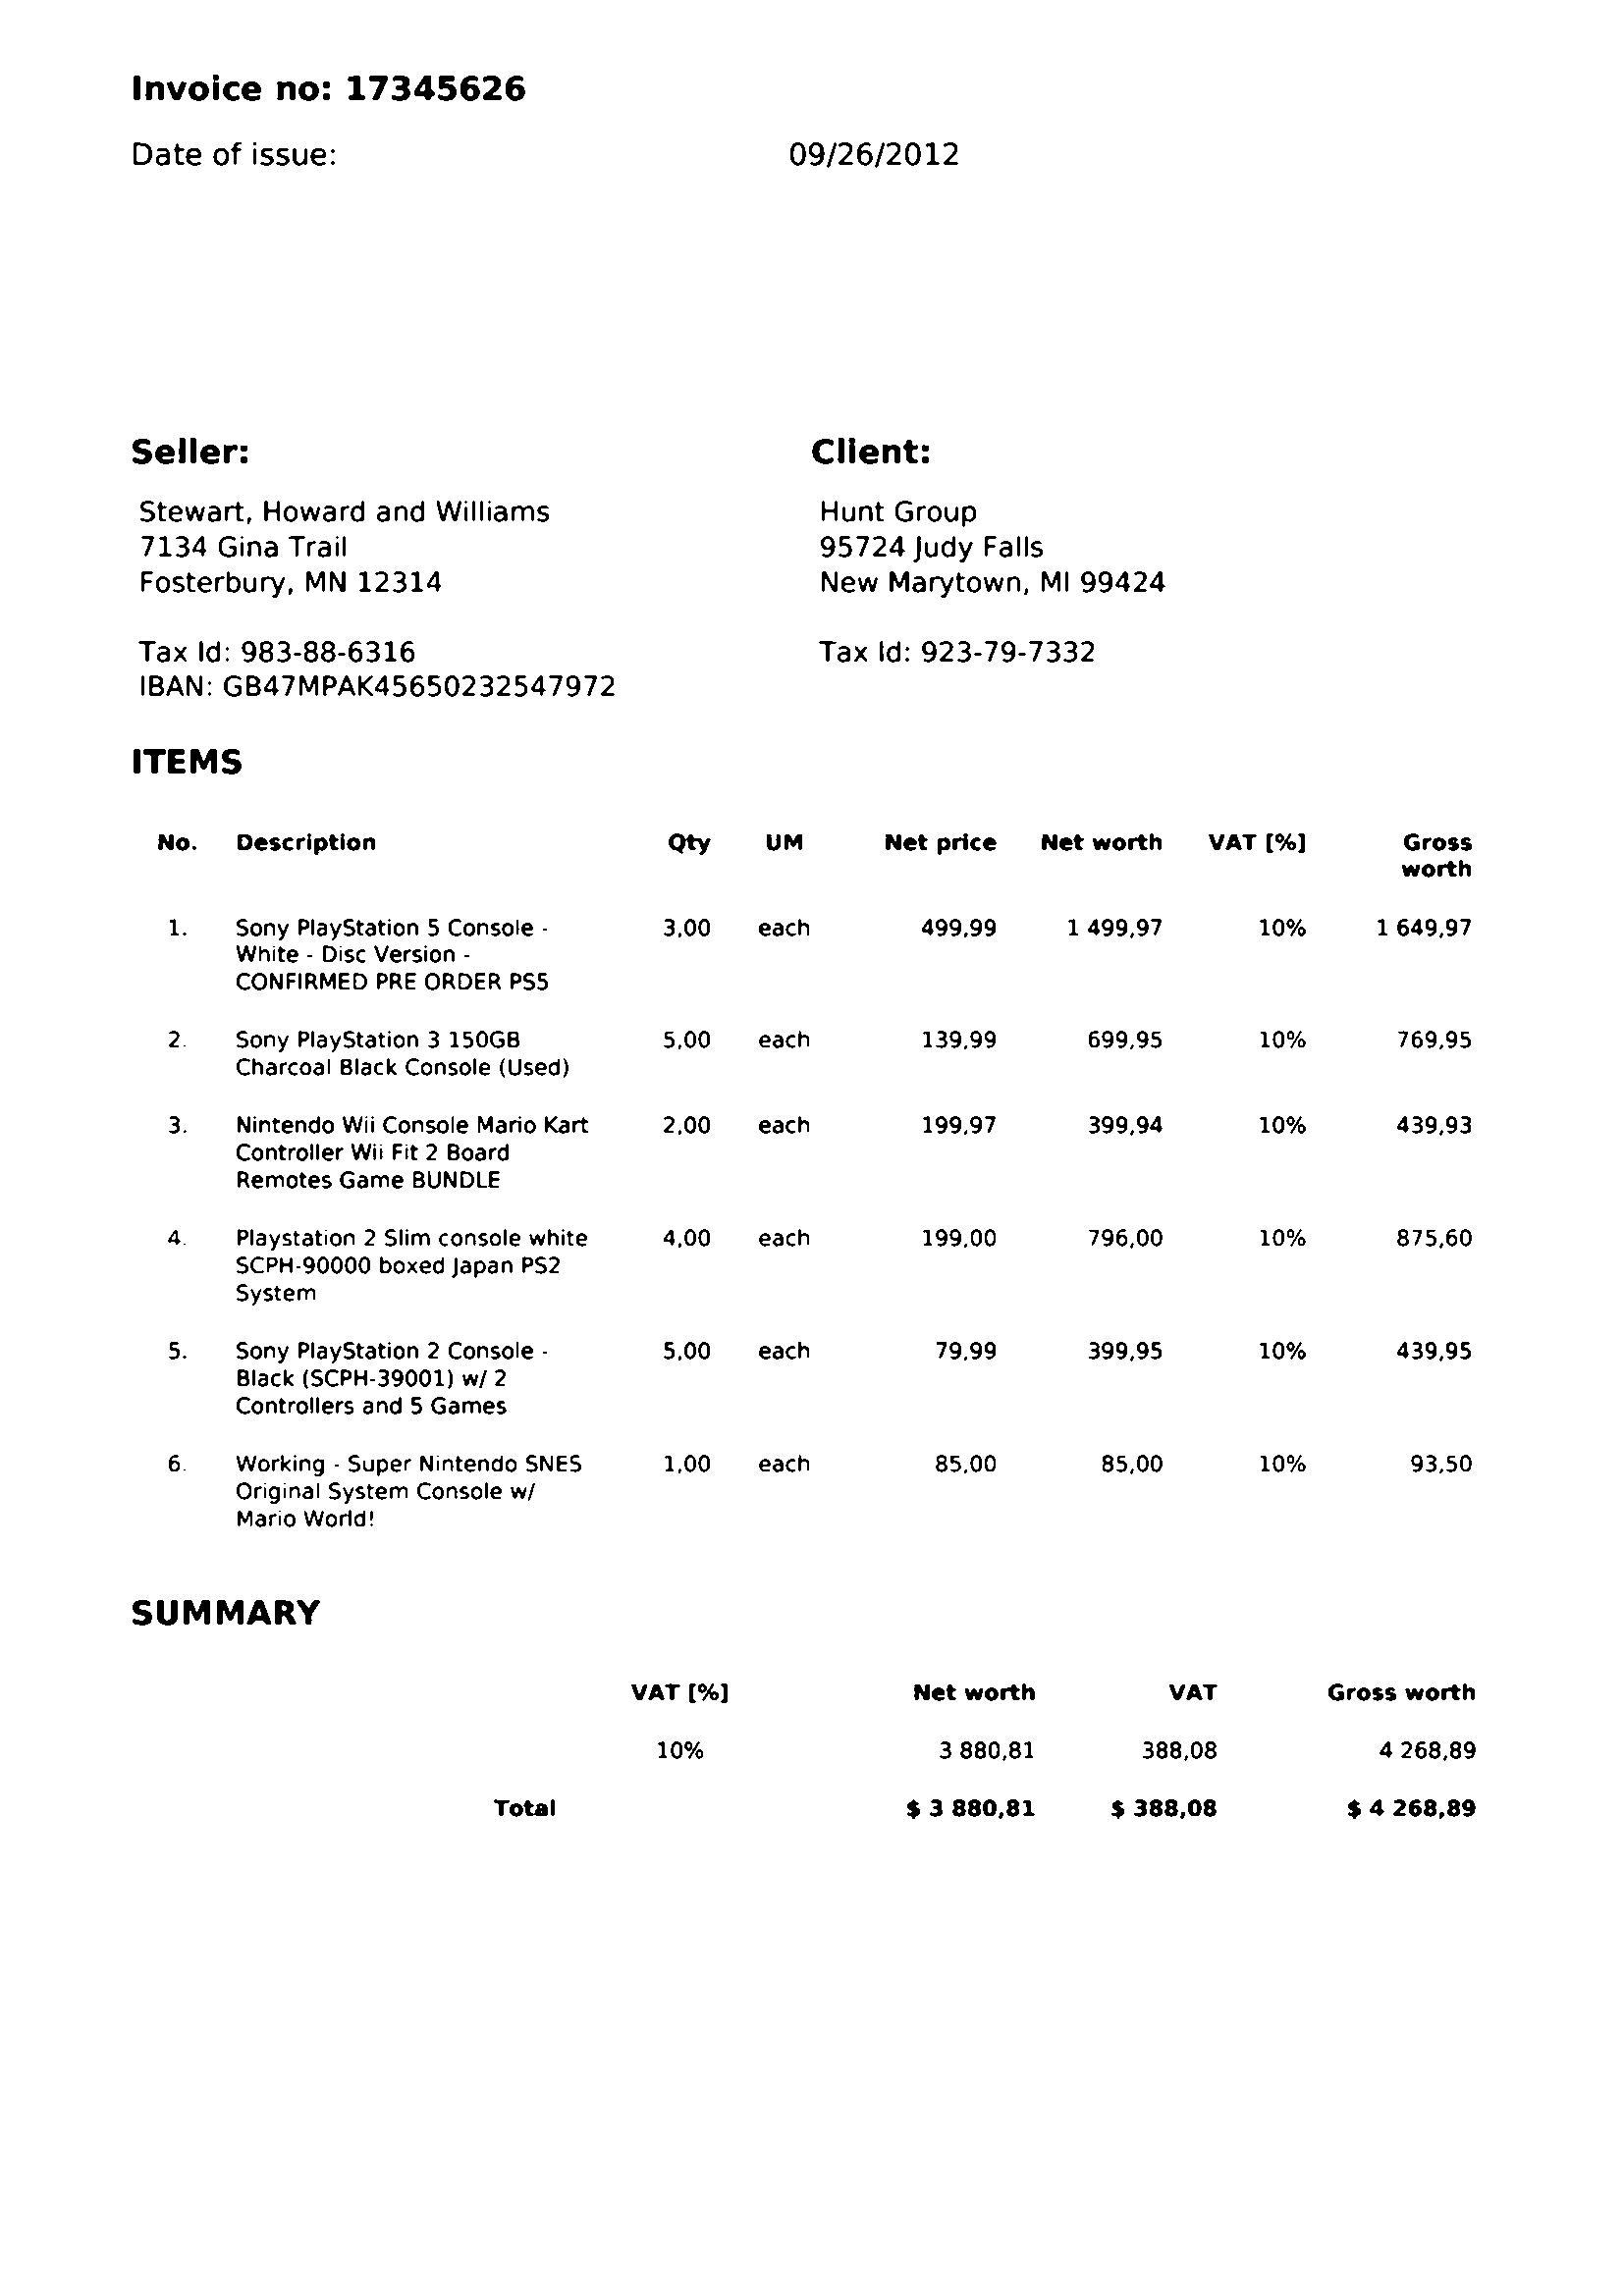 Invoice no: 17345626
Date of issue: 09/26/2012
Seller:
Stewart, Howard and Williams
7134 Gina Trail
Fosterbury, MN 12314
Tax Id: 983-88-6316
IBAN: GB47MPAK45650232547972
Client:
Hunt Group
95724 Judy Falls
New Marytown, MI 99424
Tax Id: 923-79-7332
ITEMS
No. Description Qty UM Net price Net worth VAT [%] Gross
worth
1. Sony PlayStation 5 Console - 3,00 each 499,99 1 499,97 10% 1 649,97
White - Disc Version -
CONFIRMED PRE ORDER PS5
2. Sony PlayStation 3 150GB 5,00 each 139,99 699,95 10% 769,95
Charcoal Black Console (Used)
3. Nintendo Wii Console Mario Kart 2,00 each 199,97 399,94 10% 439,93
Controller Wii Fit 2 Board
Remotes Game BUNDLE
4. Playstation 2 Slim console white 4,00 each 199,00 796,00 10% 875,60
SCPH-90000 boxed Japan PS2
System
5. Sony PlayStation 2 Console - 5,00 each 79,99 399,95 10% 439,95
Black (SCPH-39001) w/ 2
Controllers and 5 Games
6. Working - Super Nintendo SNES 1,00 each 85,00 85,00 10% 93,50
Original System Console w/
Mario World!
SUMMARY
VAT [%] Net worth VAT Gross worth
10% 3 880,81 388,08 4 268,89
Total $ 3 880,81 $ 388,08 $ 4 268,89